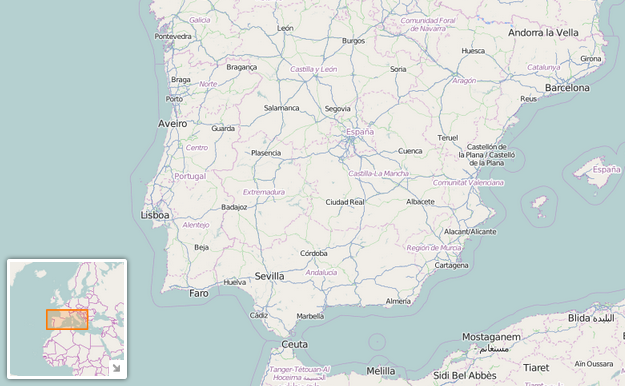 Galicia
León
Comunidad Foral
de Navarra
Pontevedra
Burgos
Andorra la Vella
Huesca
Girona
Bragança
Castilla y León
Soria
Catalunya
Braga
Norte
Aragón
Barcelona
Porto
Reus
Salamanca
Segovia
Aveiro
Guarda
España
Teruel
Centro
Plasencia
Cuenca
Castellón de
la Plana / Castelló
de la Plana
Portugal
Castilla-La Mancha
España
Comunitat Valenciana
Extremadura
Lisboa
Badajoz
Ciudad Real
Albacete
Alentejo
Alacant/Alicante
Beja
Región de Murcia
Córdoba
Cartagena
Sevilla
Andalucía
Huelva
Faro
Almería
Cádiz
Marbella
Blida البليدة
Ceuta
Mostaganem
مستغانم
Tanger-Tétouan-Al
Hoceima
Melilla
Tiaret
Aïn Oussara
Sidi Bel Abbès